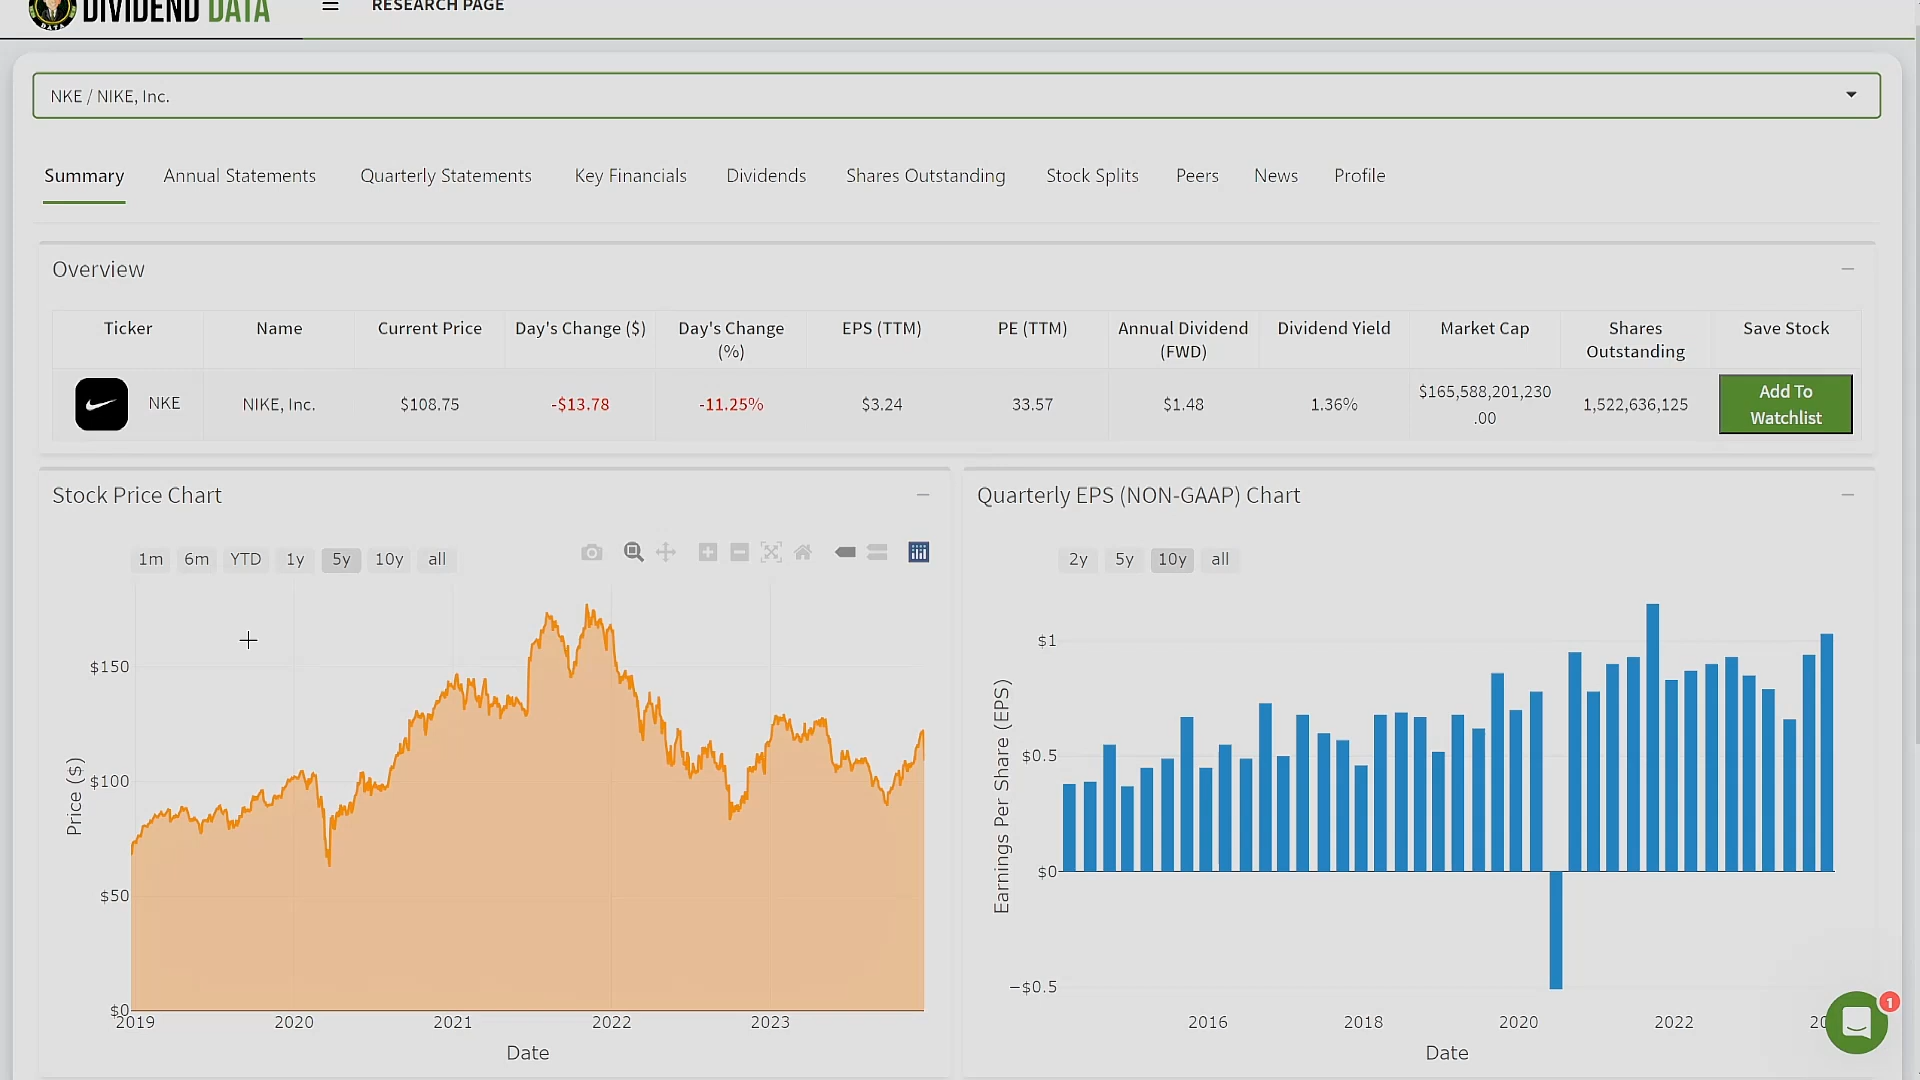 DIVIDEND DATA
RESEARCH PAGE
NKE / NIKE, Inc.
Summary Annual Statements Quarterly Statements Key Financials Dividends Shares Outstanding Stock Splits Peers News Profile
Overview
Ticker Name Current Price Day's Change ($) Day's Change (%) EPS (TTM) PE (TTM) Annual Dividend (FWD) Dividend Yield Market Cap Shares Outstanding Save Stock
NKE NIKE, Inc. $108.75 -$13.78 -11.25% $3.24 33.57 $1.48 1.36% $165,588,201,230.00 1,522,636,125 Add To Watchlist
Stock Price Chart
1m 6m YTD 1y 5y 10y all
$150
$100
$50
$0
Price ($)
2019 2020 2021 2022 2023
Date
Quarterly EPS (NON-GAAP) Chart
2y 5y 10y all
$1
$0.5
$0
−$0.5
Earnings Per Share (EPS)
2016 2018 2020 2022 20
Date
1